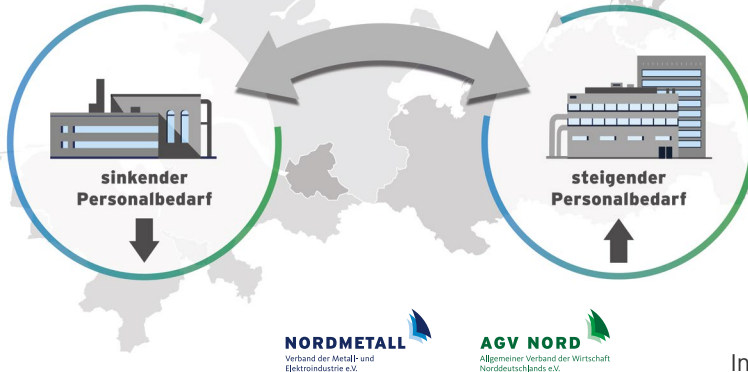 sinkender
Personalbedarf
steigender
Personalbedarf
NORDMETALL
Verband der Metall- und
Elektroindustrie e.V.
AGV NORD
Allgemeiner Verband der Wirtschaft
Norddeutschlands e.V.
In